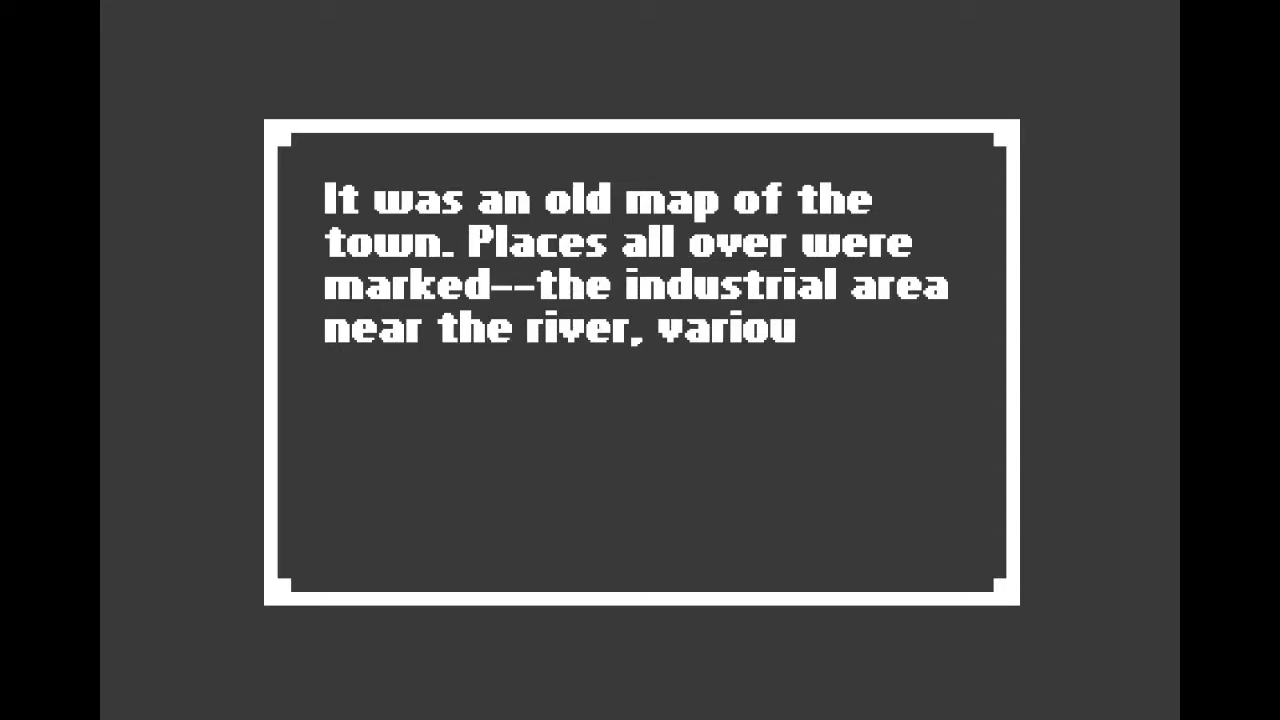 It was an old map of the
town. Places all over were
marked--the industrial area
near the river, variou